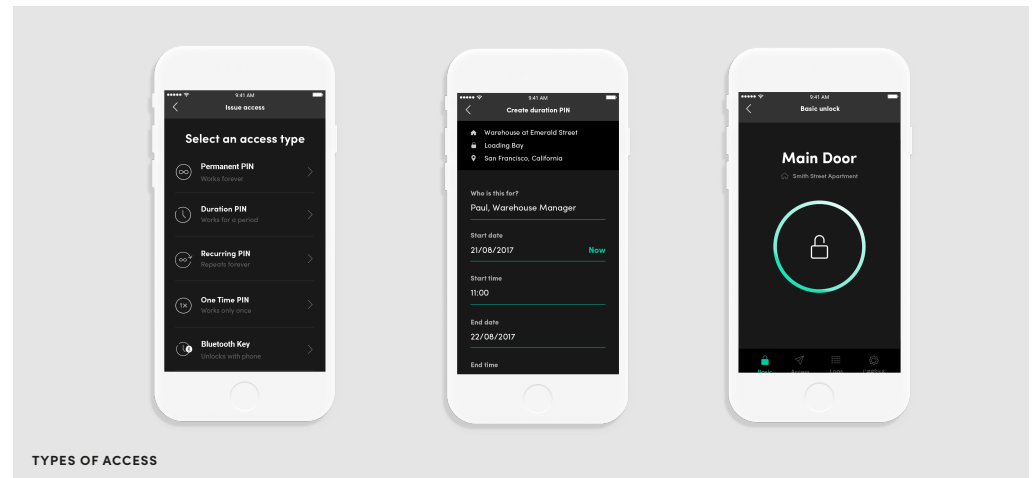 9:41 AM
Issue access
Select an access type
Permanent PIN
Works forever
Duration PIN
Works for a period
Recurring PIN
Repeats forever
1×
One Time PIN
Works only once
Bluetooth Key
Unlocks with phone
9:41 AM
Create duration PIN
Warehouse at Emerald Street
Loading Bay
San Francisco, California
Who is this for?
Paul, Warehouse Manager
Start date
21/08/2017 Now
Start time
11:00
End date
22/08/2017
End time
9:41 AM
Basic unlock
Main Door
Smith Street Apartment
Basic Access Logs
TYPES OF ACCESS